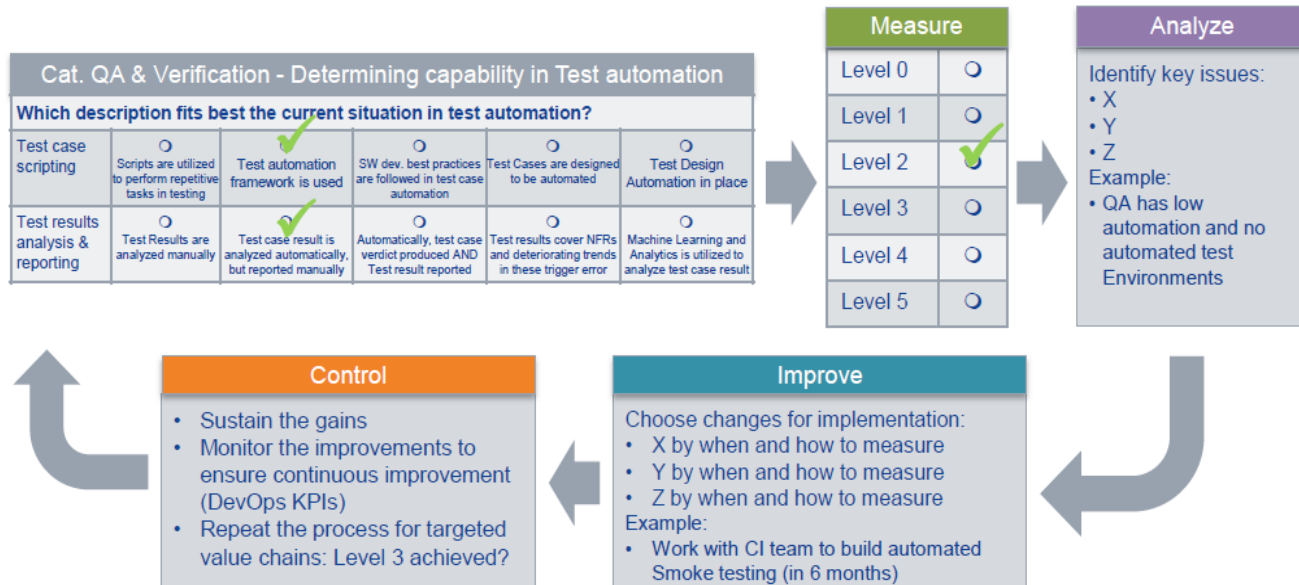 Cat. QA & Verification - Determining capability in Test automation
Which description fits best the current situation in test automation?
Test case
scripting
Scripts are utilized
to perform repetitive
tasks in testing
Test automation
framework is used
SW dev. best practices
are followed in test case
automation
Test Cases are designed
to be automated
Test Design
Automation in place
Test results
analysis &
reporting
Test Results are
analyzed manually
Test case result is
analyzed automatically,
but reported manually
Automatically, test case
verdict produced AND
Test result reported
Test results cover NFRs
and deteriorating trends
in these trigger error
Machine Learning and
Analytics is utilized to
analyze test case result
Measure
Level 0
Level 1
Level 2
Level 3
Level 4
Level 5
Analyze
Identify key issues:
• X
• Y
• Z
Example:
• QA has low
automation and no
automated test
Environments
Improve
Choose changes for implementation:
• X by when and how to measure
• Y by when and how to measure
• Z by when and how to measure
Example:
• Work with CI team to build automated
Smoke testing (in 6 months)
Control
• Sustain the gains
• Monitor the improvements to
ensure continuous improvement
(DevOps KPIs)
• Repeat the process for targeted
value chains: Level 3 achieved?